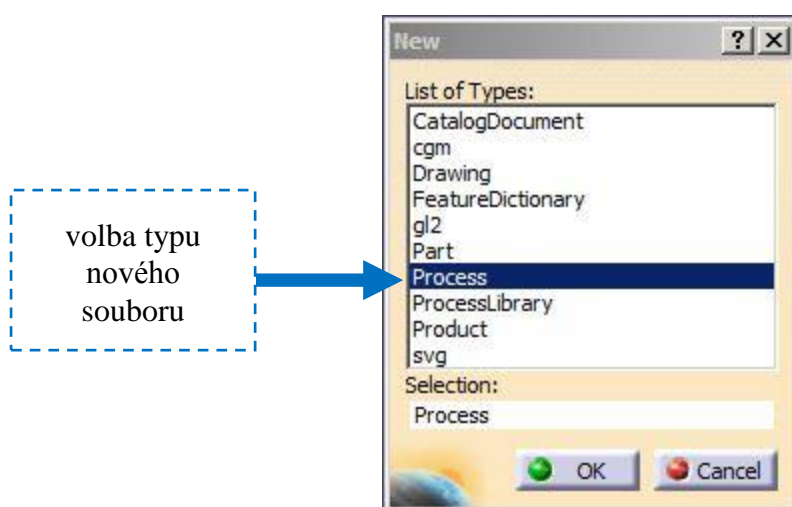 New
? X
List of Types:
CatalogDocument
cgm
Drawing
FeatureDictionary
gl2
Part
Process
ProcessLibrary
Product
svg
Selection:
Process
OK
Cancel
volba typu
nového
souboru